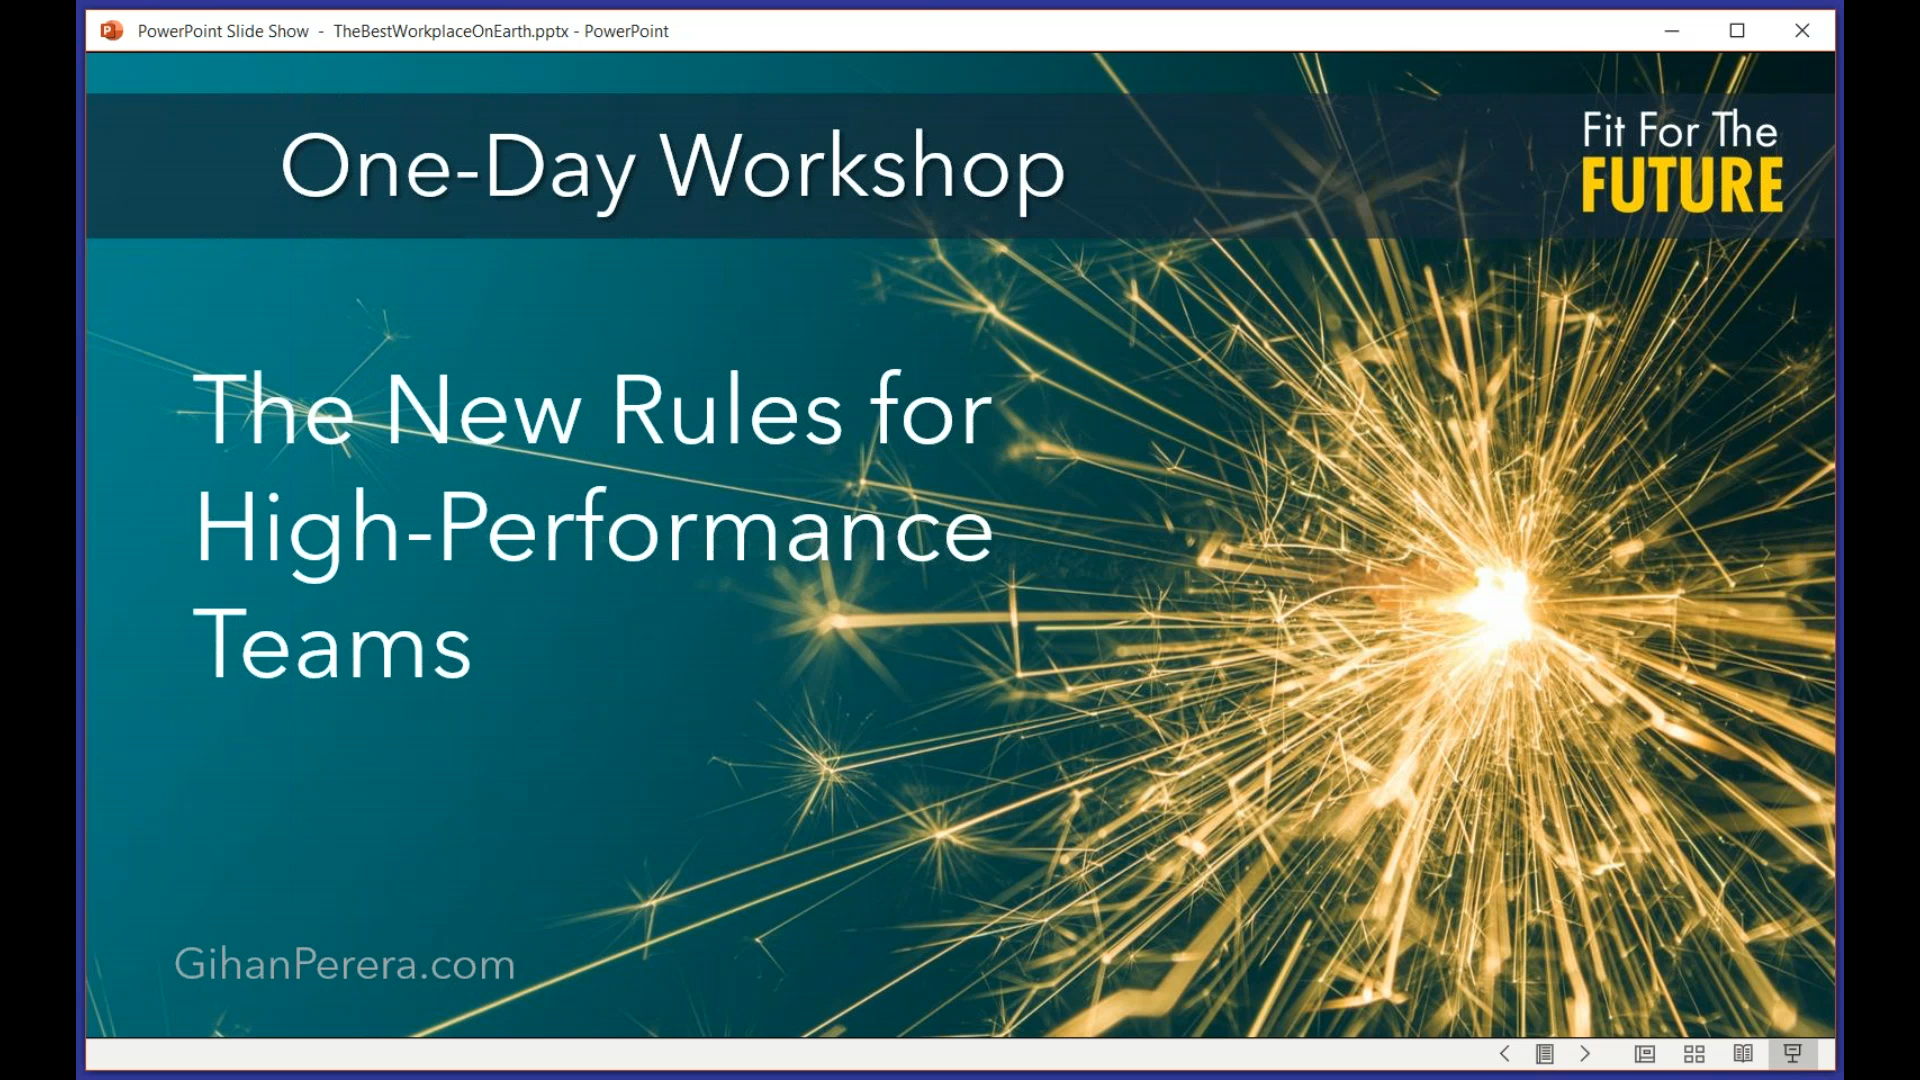 PowerPoint Slide Show - TheBestWorkplaceOnEarth.pptx - PowerPoint
One-Day Workshop
Fit For The
FUTURE
The New Rules for
High-Performance
Teams
GihanPerera.com